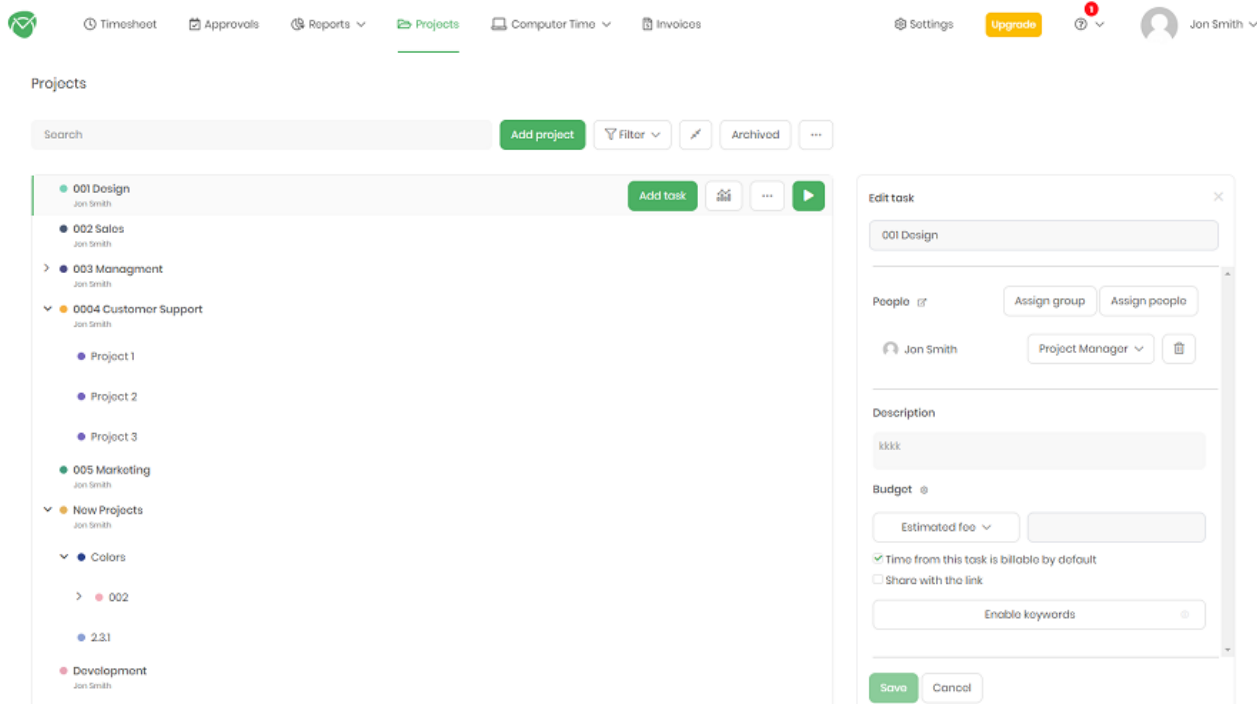 Timesheet Approvals Reports Projects Computer Time Invoices Settings Upgrade 1 Jon Smith
Projects
Search Add project Filter Archived ...
001 Design Add task ...
Jon Smith
002 Sales
Jon Smith
003 Managment
Jon Smith
0004 Customer Support
Jon Smith
Project 1
Project 2
Project 3
005 Marketing
Jon Smith
New Projects
Jon Smith
Colors
002
2.3.1
Development
Jon Smith
Edit task
001 Design
People Assign group Assign people
Jon Smith Project Manager
Description
kkkk
Budget
Estimated fee
Time from this task is billable by default
Share with the link
Enable keywords
Save Cancel